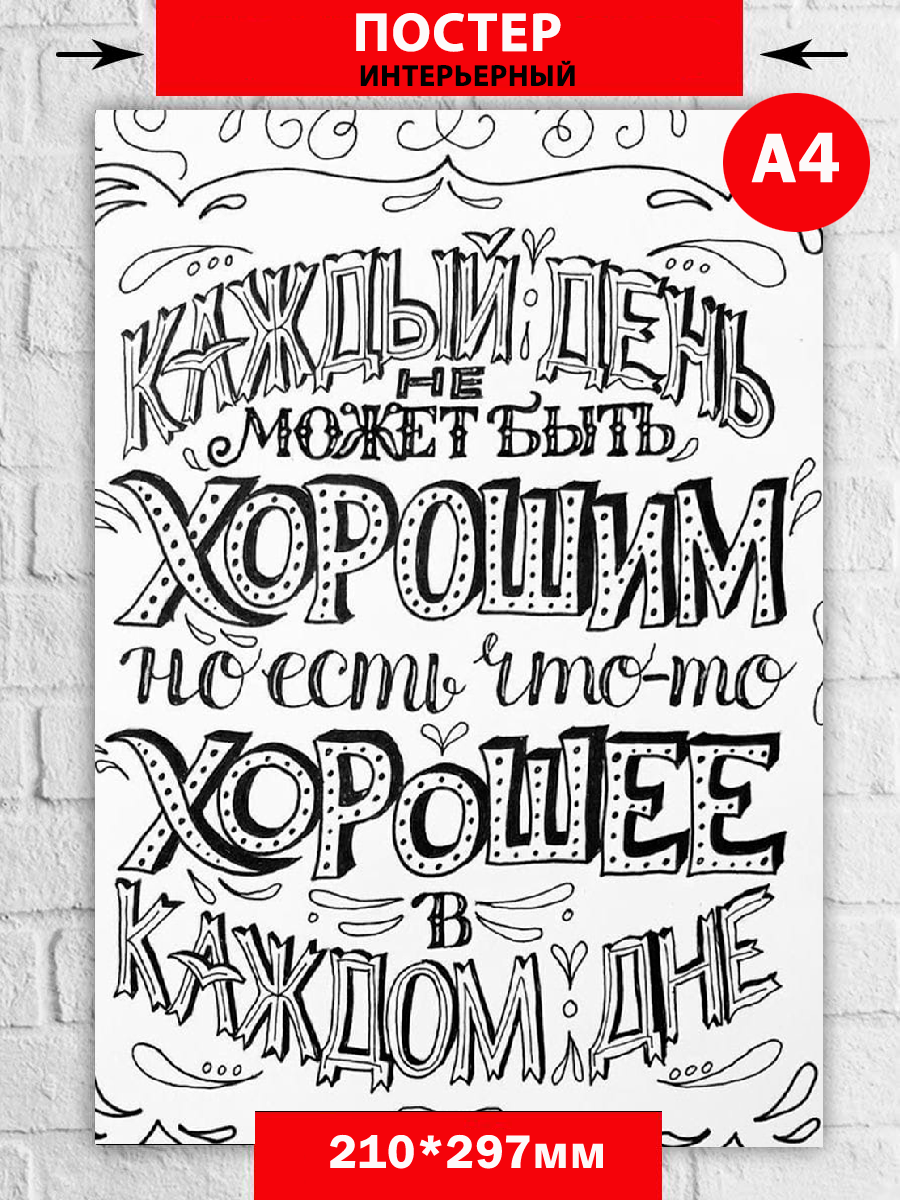 ПОСТЕР
ИНТЕРЬЕРНЫЙ
А4
КАЖДЫЙ ДЕНЬ
НЕ
МОЖЕТ БЫТЬ
ХОРОШИМ
но есть что-то
ХОРОШЕЕ
В
КАЖДОМ ДНЕ
210*297мм